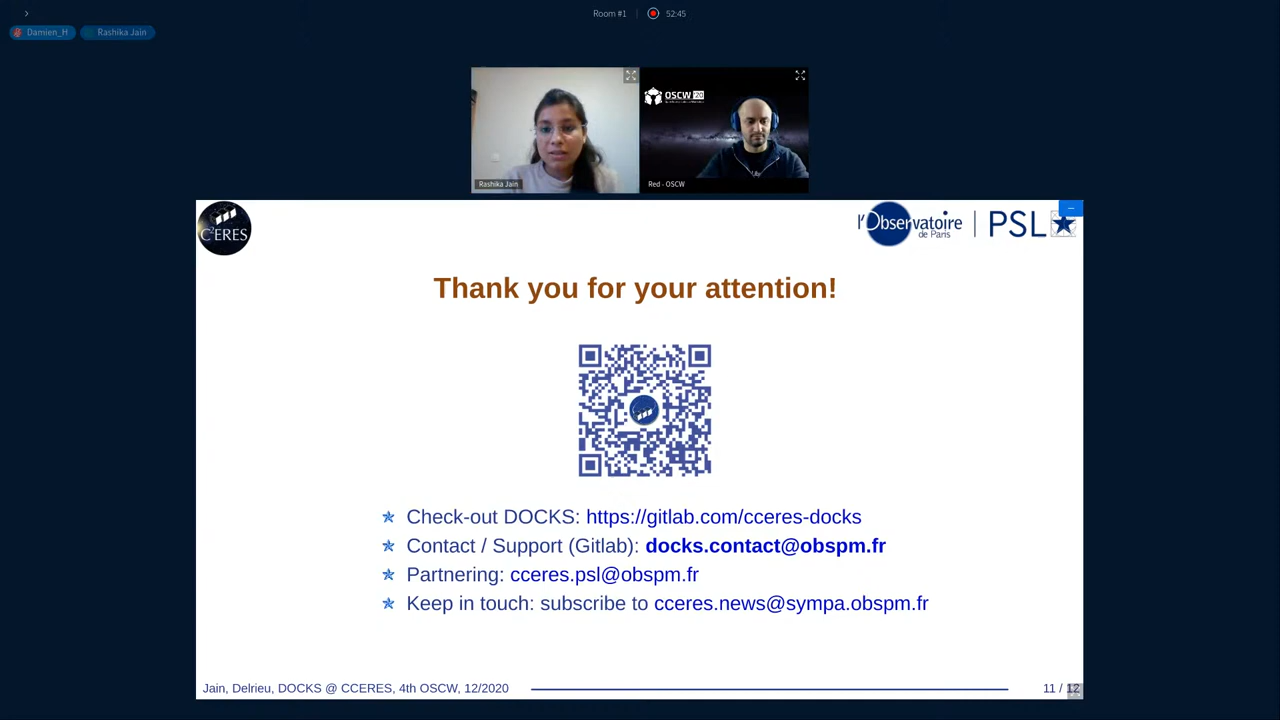 Room #1
52:45
Damien_H
Rashika Jain
OSCW '20
Rashika Jain
Red - OSCW
C²ERES
l'Observatoire
de Paris
PSL
Thank you for your attention!
Check-out DOCKS: https://gitlab.com/cceres-docks
Contact / Support (Gitlab): docks.contact@obspm.fr
Partnering: cceres.psl@obspm.fr
Keep in touch: subscribe to cceres.news@sympa.obspm.fr
Jain, Delrieu, DOCKS @ CCERES, 4th OSCW, 12/2020
11 / 12